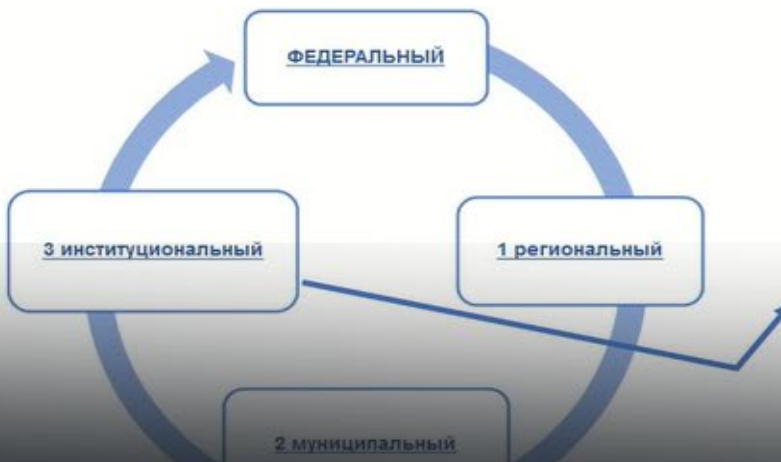 ФЕДЕРАЛЬНЫЙ
3 институциональный
1 региональный
2 муниципальный